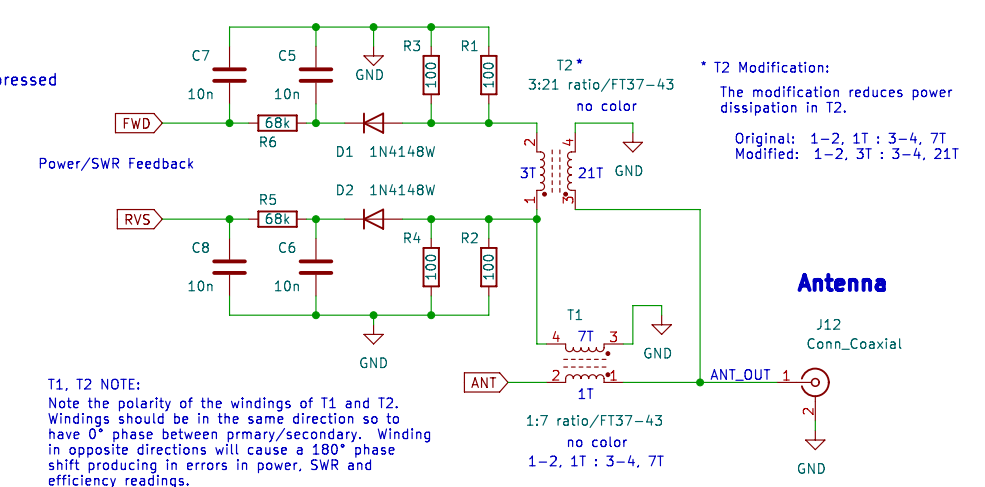 pressed
C7
10n
C5
10n
GND
R3
100
R1
100
FWD
68k
R6
D1 1N4148W
Power/SWR Feedback
D2 1N4148W
R5
RVS
68k
C8
10n
C6
10n
R4
100
R2
100
GND
T2*
3:21 ratio/FT37-43
no color
2
4
3T
21T
1
3
GND
* T2 Modification:
The modification reduces power
dissipation in T2.
Original: 1-2, 1T : 3-4, 7T
Modified: 1-2, 3T : 3-4, 21T
T1
4
7T
3
GND
ANT
2
1
1T
1:7 ratio/FT37-43
no color
1-2, 1T : 3-4, 7T
ANT_OUT
1
2
Antenna
J12
Conn_Coaxial
GND
T1, T2 NOTE:
Note the polarity of the windings of T1 and T2.
Windings should be in the same direction so to
have 0° phase between prmary/secondary. Winding
in opposite directions will cause a 180° phase
shift producing in errors in power, SWR and
efficiency readings.